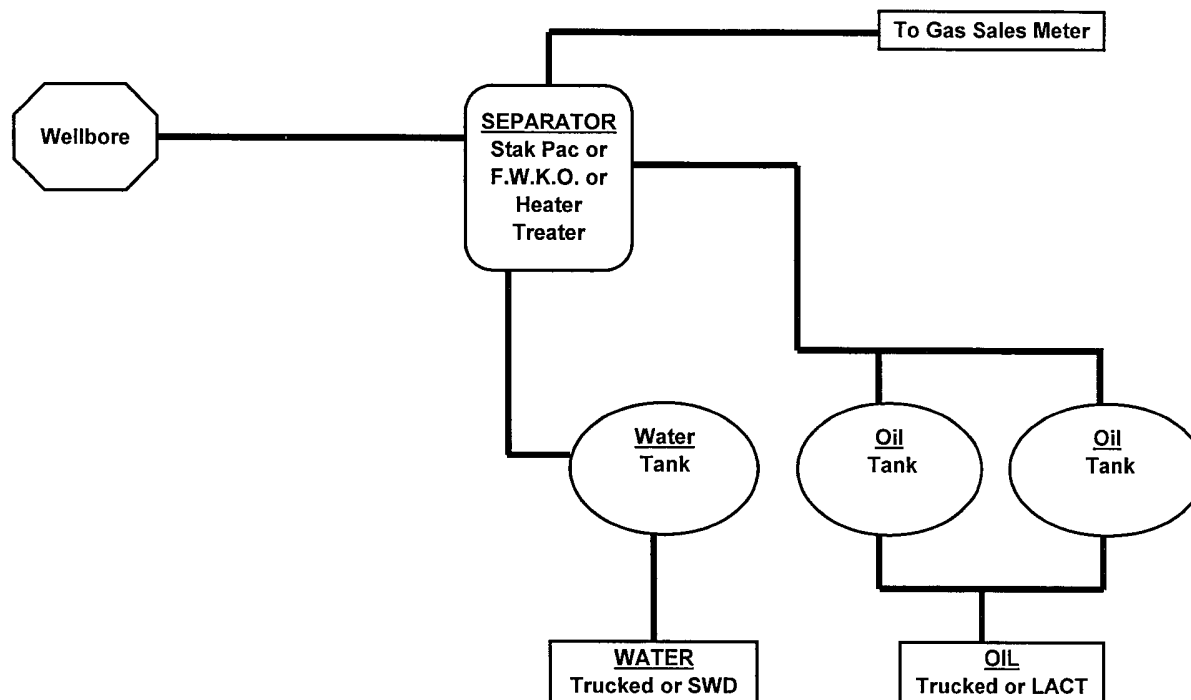 To Gas Sales Meter
Wellbore
SEPARATOR
Stak Pac or
F.W.K.O. or
Heater
Treater
Water
Tank
Oil
Tank
Oil
Tank
WATER
Trucked or SWD
OIL
Trucked or LACT